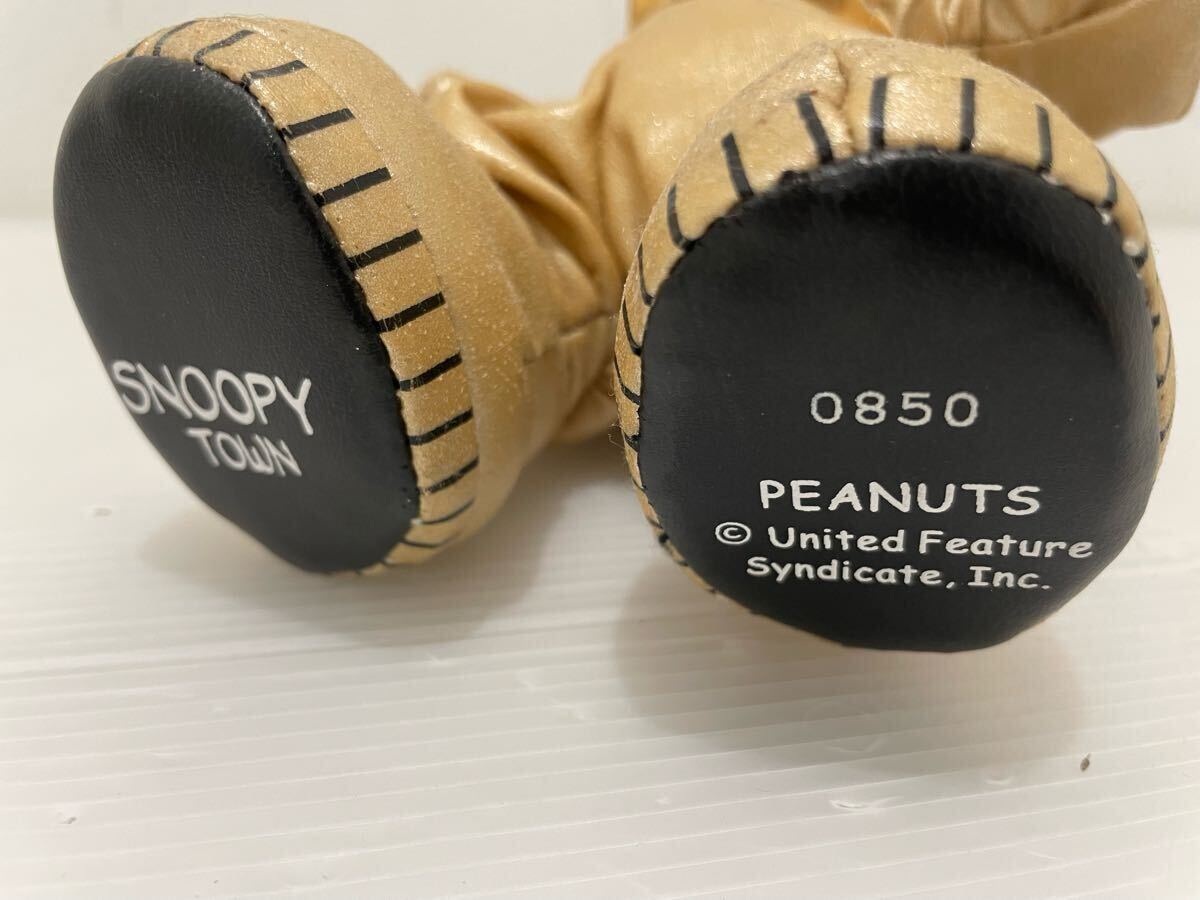 SNOOPY
TOWN
0850
PEANUTS
© United Feature
Syndicate, Inc.